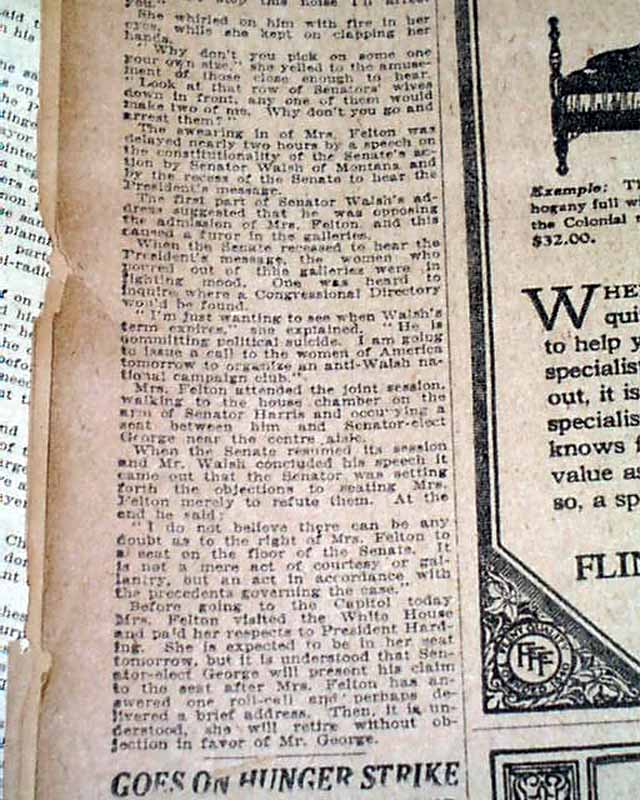 you." stop this noise I'll arrest
She whirled on him with fire in her
eyes, while she kept on clapping her
hands.
"Why don't you pick on some one
your own size," she yelled to the amuse-
ment of those close enough to hear.
"Look at that row of Senators' wives
down in front, any one of them would
make two of me. Why don't you go and
arrest them?"
The swearing in of Mrs. Felton was
delayed nearly two hours by a speech on
the constitutionality of the Senate's ac-
tion by Senator Walsh of Montana and
by the recess of the Senate to hear the
President's message.
The first part of Senator Walsh's ad-
dress suggested that he was opposing
the admission of Mrs. Felton, and this
caused a furor in the galleries.
When the Senate recessed to hear the
President's message, the women who
poured out of the galleries were in
fighting mood. One was heard to
inquire where a Congressional Directory
would be found.
"I'm just wanting to see when Walsh's
term expires," she explained. "He is
committing political suicide. I am going
to issue a call to the women of America
tomorrow to organize an anti-Walsh na-
tional campaign club."
Mrs. Felton attended the joint session,
walking to the house chamber on the
arm of Senator Harris and occupying a
seat between him and Senator-elect
George near the centre aisle.
When the Senate resumed its session
and Mr. Walsh concluded his speech it
came out that the Senator was setting
forth the objections to seating Mrs.
Felton merely to refute them. At the
end he said:
"I do not believe there can be any
doubt as to the right of Mrs. Felton to
a seat on the floor of the Senate. It
is not a mere act of courtesy or gal-
lantry, but an act in accordance with
the precedents governing the case."
Before going to the Capitol today
Mrs. Felton visited the White House
and paid her respects to President Hard-
ing. She is expected to be in her seat
tomorrow, but it is understood that Sen-
ator-elect George will present his claim
to the seat after Mrs. Felton has an-
swered one roll-call and perhaps de-
livered a brief address. Then, it is un-
derstood, she will retire without ob-
jection in favor of Mr. George.
GOES ON HUNGER STRIKE
Example: Th
hogany full wi
the Colonial
$32.00.
WHE
qui
to help y
specialist
out, it is
specialis
knows
value a
so, a sp
FLIN
FFF